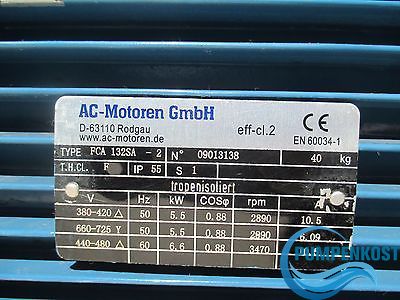 AC-Motoren GmbH
D-63110 Rodgau
www.ac-motoren.de
eff-cl.2
CE
EN 60034-1
TYPE FCA 132SA - 2 N° 09013138 40 kg
T.H.CL. F IP 55 S 1
tropenisoliert
V Hz kW COSφ rpm
380-420 Δ 50 5.5 0.88 2890 10.5
660-725 Y 50 5.5 0.88 2890 6.09
440-480 Δ 60 6.6 0.88 3470
PUMPENKOST